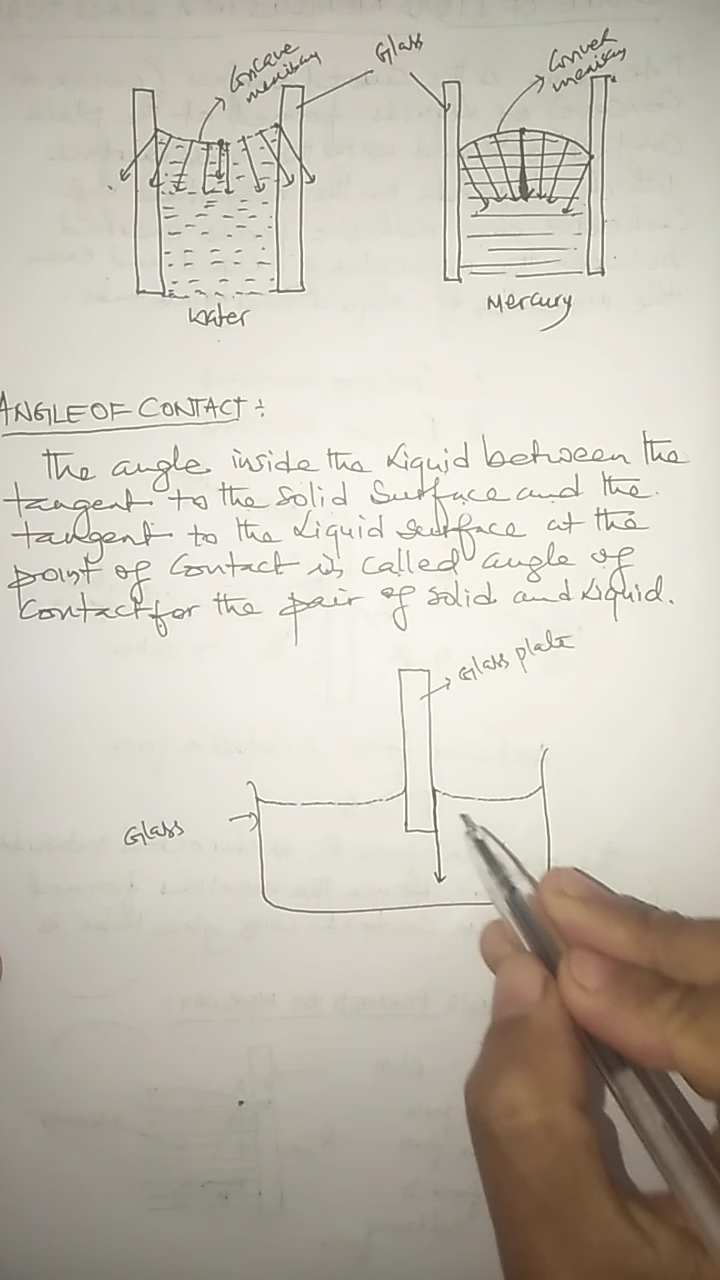 Concave Glass Convex
meniscus meniscus
Water Mercury
ANGLE OF CONTACT :
The angle inside the Liquid between the
tangent to the solid surface and the
tangent to the Liquid surface at the
point of Contact is called angle of
Contact for the pair of solid and Liquid.
Glass plate
Glass